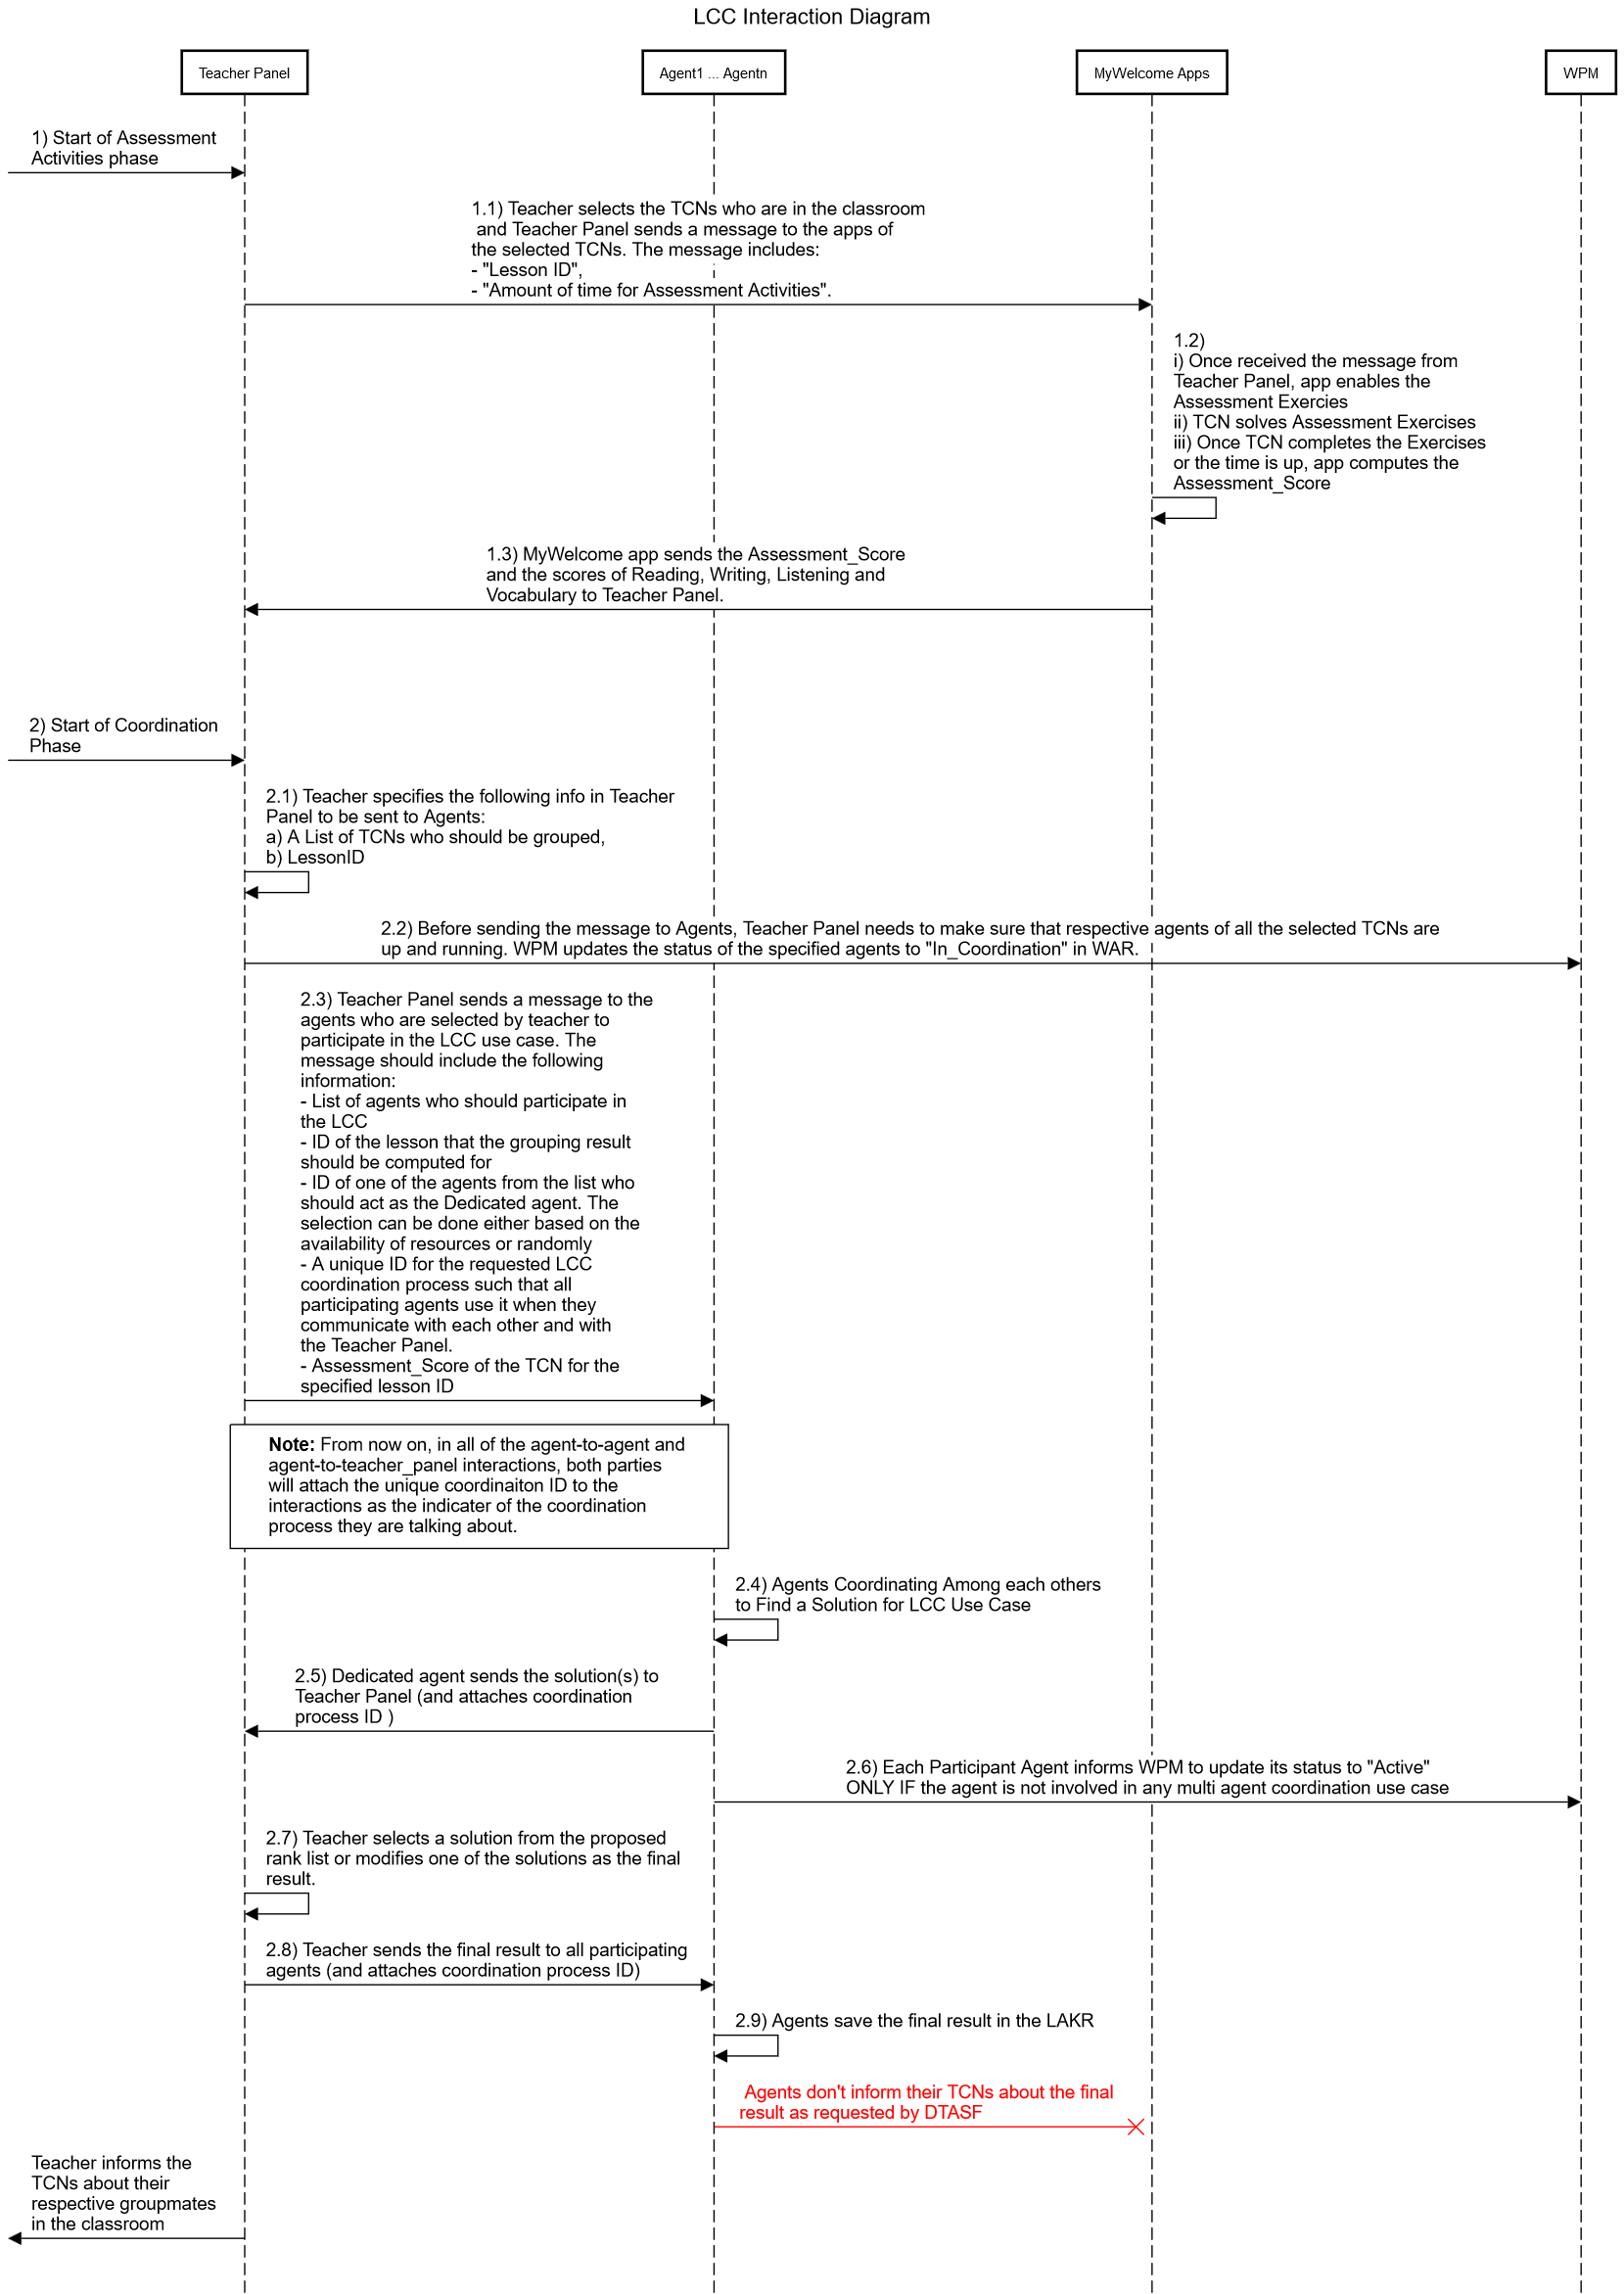 LCC Interaction Diagram
Teacher Panel
Agent1 ... Agentn
MyWelcome Apps
WPM
1) Start of Assessment
Activities phase
1.1) Teacher selects the TCNs who are in the classroom
and Teacher Panel sends a message to the apps of
the selected TCNs. The message includes:
- "Lesson ID",
- "Amount of time for Assessment Activities".
1.2)
i) Once received the message from
Teacher Panel, app enables the
Assessment Exercies
ii) TCN solves Assessment Exercises
iii) Once TCN completes the Exercises
or the time is up, app computes the
Assessment_Score
1.3) MyWelcome app sends the Assessment_Score
and the scores of Reading, Writing, Listening and
Vocabulary to Teacher Panel.
2) Start of Coordination
Phase
2.1) Teacher specifies the following info in Teacher
Panel to be sent to Agents:
a) A List of TCNs who should be grouped,
b) LessonID
2.2) Before sending the message to Agents, Teacher Panel needs to make sure that respective agents of all the selected TCNs are
up and running. WPM updates the status of the specified agents to "In_Coordination" in WAR.
2.3) Teacher Panel sends a message to the
agents who are selected by teacher to
participate in the LCC use case. The
message should include the following
information:
- List of agents who should participate in
the LCC
- ID of the lesson that the grouping result
should be computed for
- ID of one of the agents from the list who
should act as the Dedicated agent. The
selection can be done either based on the
availability of resources or randomly
- A unique ID for the requested LCC
coordination process such that all
participating agents use it when they
communicate with each other and with
the Teacher Panel.
- Assessment_Score of the TCN for the
specified lesson ID
Note: From now on, in all of the agent-to-agent and
agent-to-teacher_panel interactions, both parties
will attach the unique coordinaiton ID to the
interactions as the indicater of the coordination
process they are talking about.
2.4) Agents Coordinating Among each others
to Find a Solution for LCC Use Case
2.5) Dedicated agent sends the solution(s) to
Teacher Panel (and attaches coordination
process ID )
2.6) Each Participant Agent informs WPM to update its status to "Active"
ONLY IF the agent is not involved in any multi agent coordination use case
2.7) Teacher selects a solution from the proposed
rank list or modifies one of the solutions as the final
result.
2.8) Teacher sends the final result to all participating
agents (and attaches coordination process ID)
2.9) Agents save the final result in the LAKR
Agents don't inform their TCNs about the final
result as requested by DTASF
Teacher informs the
TCNs about their
respective groupmates
in the classroom